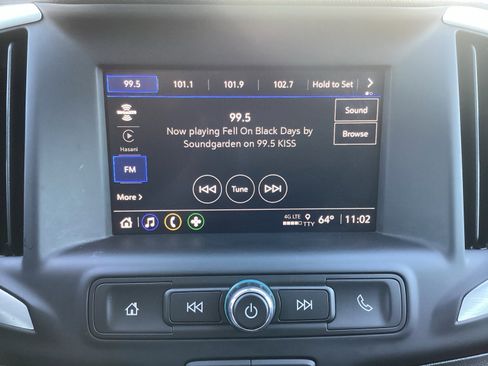 99.5 101.1 101.9 102.7 Hold to Set
99.5
Now playing Fell On Black Days by
Soundgarden on 99.5 KISS
Sound
Browse
Hasani
FM
More >
Tune
4G LTE
TTY
64° 11:02